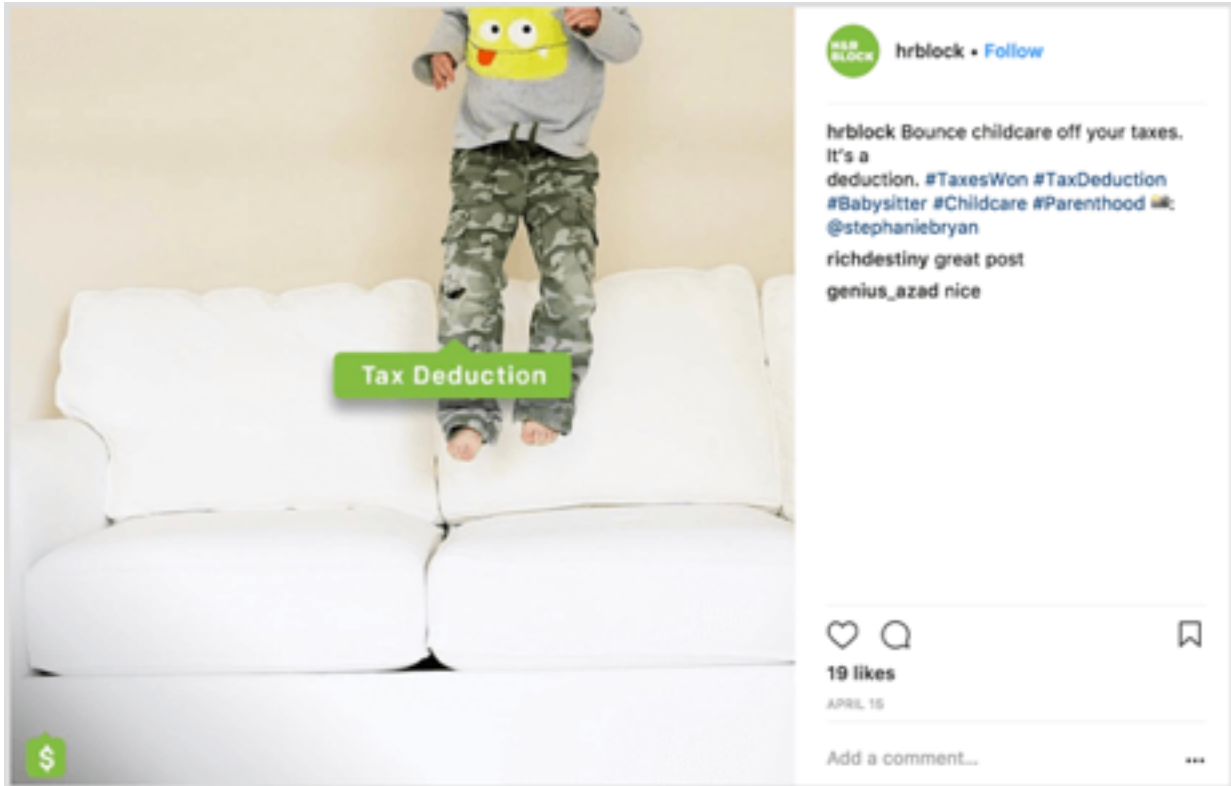 Tax Deduction
$
H&R
BLOCK
hrblock • Follow
hrblock Bounce childcare off your taxes.
It's a
deduction. #TaxesWon #TaxDeduction
#Babysitter #Childcare #Parenthood 📸:
@stephaniebryan
richdestiny great post
genius_azad nice
19 likes
APRIL 15
Add a comment...